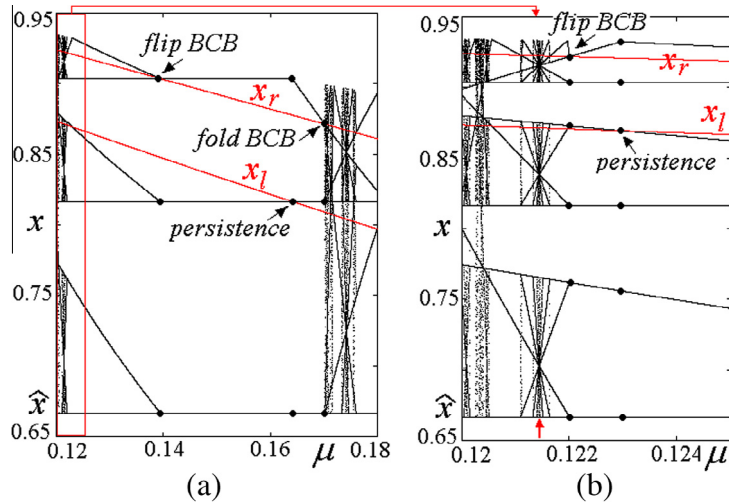 0.95
flip BCB
x_r
fold BCB
0.85
x_l
x
persistence
0.75
x̂
0.65
0.12
0.14
0.16
μ
0.18
(a)
0.95
flip BCB
x_r
x_l
0.85
persistence
x
0.75
x̂
0.65
0.12
0.122
μ
0.124
(b)